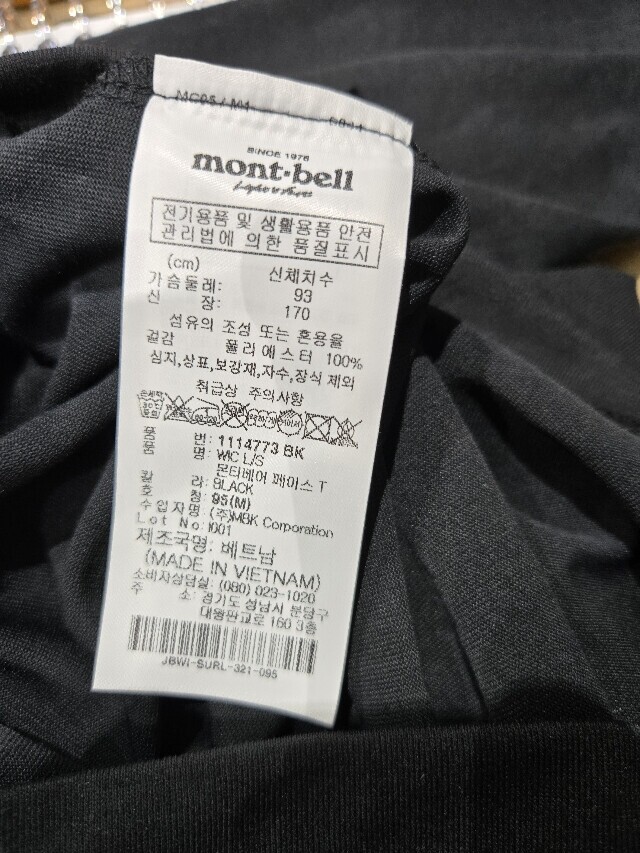 MC05 / M1
SINCE 1975
mont-bell
Light & Fast
전기용품 및 생활용품 안전
관리법에 의한 품질표시
(cm) 신체치수
가슴둘레: 93
신 장: 170
섬유의 조성 또는 혼용율
겉감 폴리에스터 100%
심지,상표,보강재,자수,장식 제외
취급상 주의사항
품 번: 1114773 BK
품 명: WIC L/S
몬타베어 페이스 T
칼 라: BLACK
호 칭: 95(M)
수입자명: (주)MBK Corporation
Lot No: I001
제조국명: 베트남
(MADE IN VIETNAM)
소비자상담실: (080) 023-1020
주 소: 경기도 성남시 분당구
대왕판교로 160 3층
JBWI-SURL-321-095